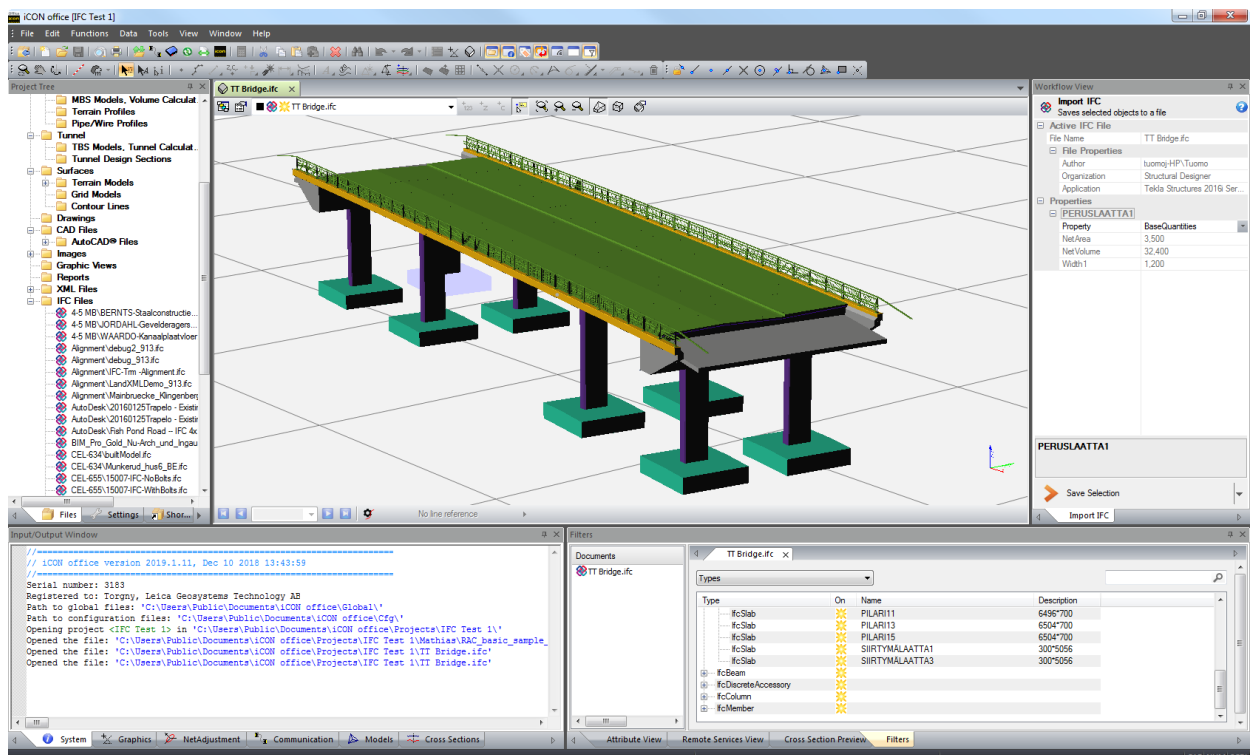 iCON office [IFC Test 1]
File Edit Functions Data Tools View Window Help
Project Tree
MBS Models, Volume Calculat.
Terrain Profiles
Pipe/Wire Profiles
Tunnel
TBS Models, Tunnel Calculat.
Tunnel Design Sections
Surfaces
Terrain Models
Grid Models
Contour Lines
Drawings
CAD Files
AutoCAD® Files
Images
Graphic Views
Reports
XML Files
IFC Files
4-5 MB\BERNTS-Staalconstructie...
4-5 MB\JORDAHL-Gevelderagers...
4-5 MB\WAARDO-Kanaalplaatvloer
Alignment\debug2_913.ifc
Alignment\debug_913.ifc
Alignment\IFC-Trm -Alignment.ifc
Alignment\LandXMLDemo_913.ifc
Alignment\Mainbruecke_Klingenberg
AutoDesk\20160125Trapelo - Existin
AutoDesk\20160125Trapelo - Existin
AutoDesk\Fish Pond Road – IFC 4x
BIM_Pro_Gold_Nu-Arch_und_Ingau
CEL-634\builtModel.ifc
CEL-634\Munkerud_hus6_BE.ifc
CEL-655\15007-IFC-NoBolts.ifc
CEL-655\15007-IFC-WithBolts.ifc
Files Settings Shor...
TT Bridge.ifc
TT Bridge.ifc
No line reference
Workflow View
Import IFC
Saves selected objects to a file
Active IFC File
File Name TT Bridge.ifc
File Properties
Author tuomoj-HP\Tuomo
Organization Structural Designer
Application Tekla Structures 2016i Ser...
Properties
PERUSLAATTA1
Property BaseQuantities
NetArea 3,500
NetVolume 32,400
Width1 1,200
PERUSLAATTA1
Save Selection
Import IFC
Input/Output Window
//=====================================================================
// iCON office version 2019.1.11, Dec 10 2018 13:43:59
//=====================================================================
Serial number: 3183
Registered to: Torgny, Leica Geosystems Technology AB
Path to global files: 'C:\Users\Public\Documents\iCON office\Global\'
Path to configuration files: 'C:\Users\Public\Documents\iCON office\Cfg\'
Opening project <IFC Test 1> in 'C:\Users\Public\Documents\iCON office\Projects\IFC Test 1\'
Opened the file: 'C:\Users\Public\Documents\iCON office\Projects\IFC Test 1\Mathias\RAC_basic_sample_
Opened the file: 'C:\Users\Public\Documents\iCON office\Projects\IFC Test 1\TT Bridge.ifc'
Opened the file: 'C:\Users\Public\Documents\iCON office\Projects\IFC Test 1\TT Bridge.ifc'
System Graphics NetAdjustment Communication Models Cross Sections
Filters
Documents
TT Bridge.ifc
TT Bridge.ifc
Types
Type On Name Description
IfcSlab PILARI11 6496*700
IfcSlab PILARI13 6504*700
IfcSlab PILARI15 6504*700
IfcSlab SIIRTYMÄLAATTA1 300*5056
IfcSlab SIIRTYMÄLAATTA3 300*5056
IfcBeam
IfcDiscreteAccessory
IfcColumn
IfcMember
Attribute View Remote Services View Cross Section Preview Filters